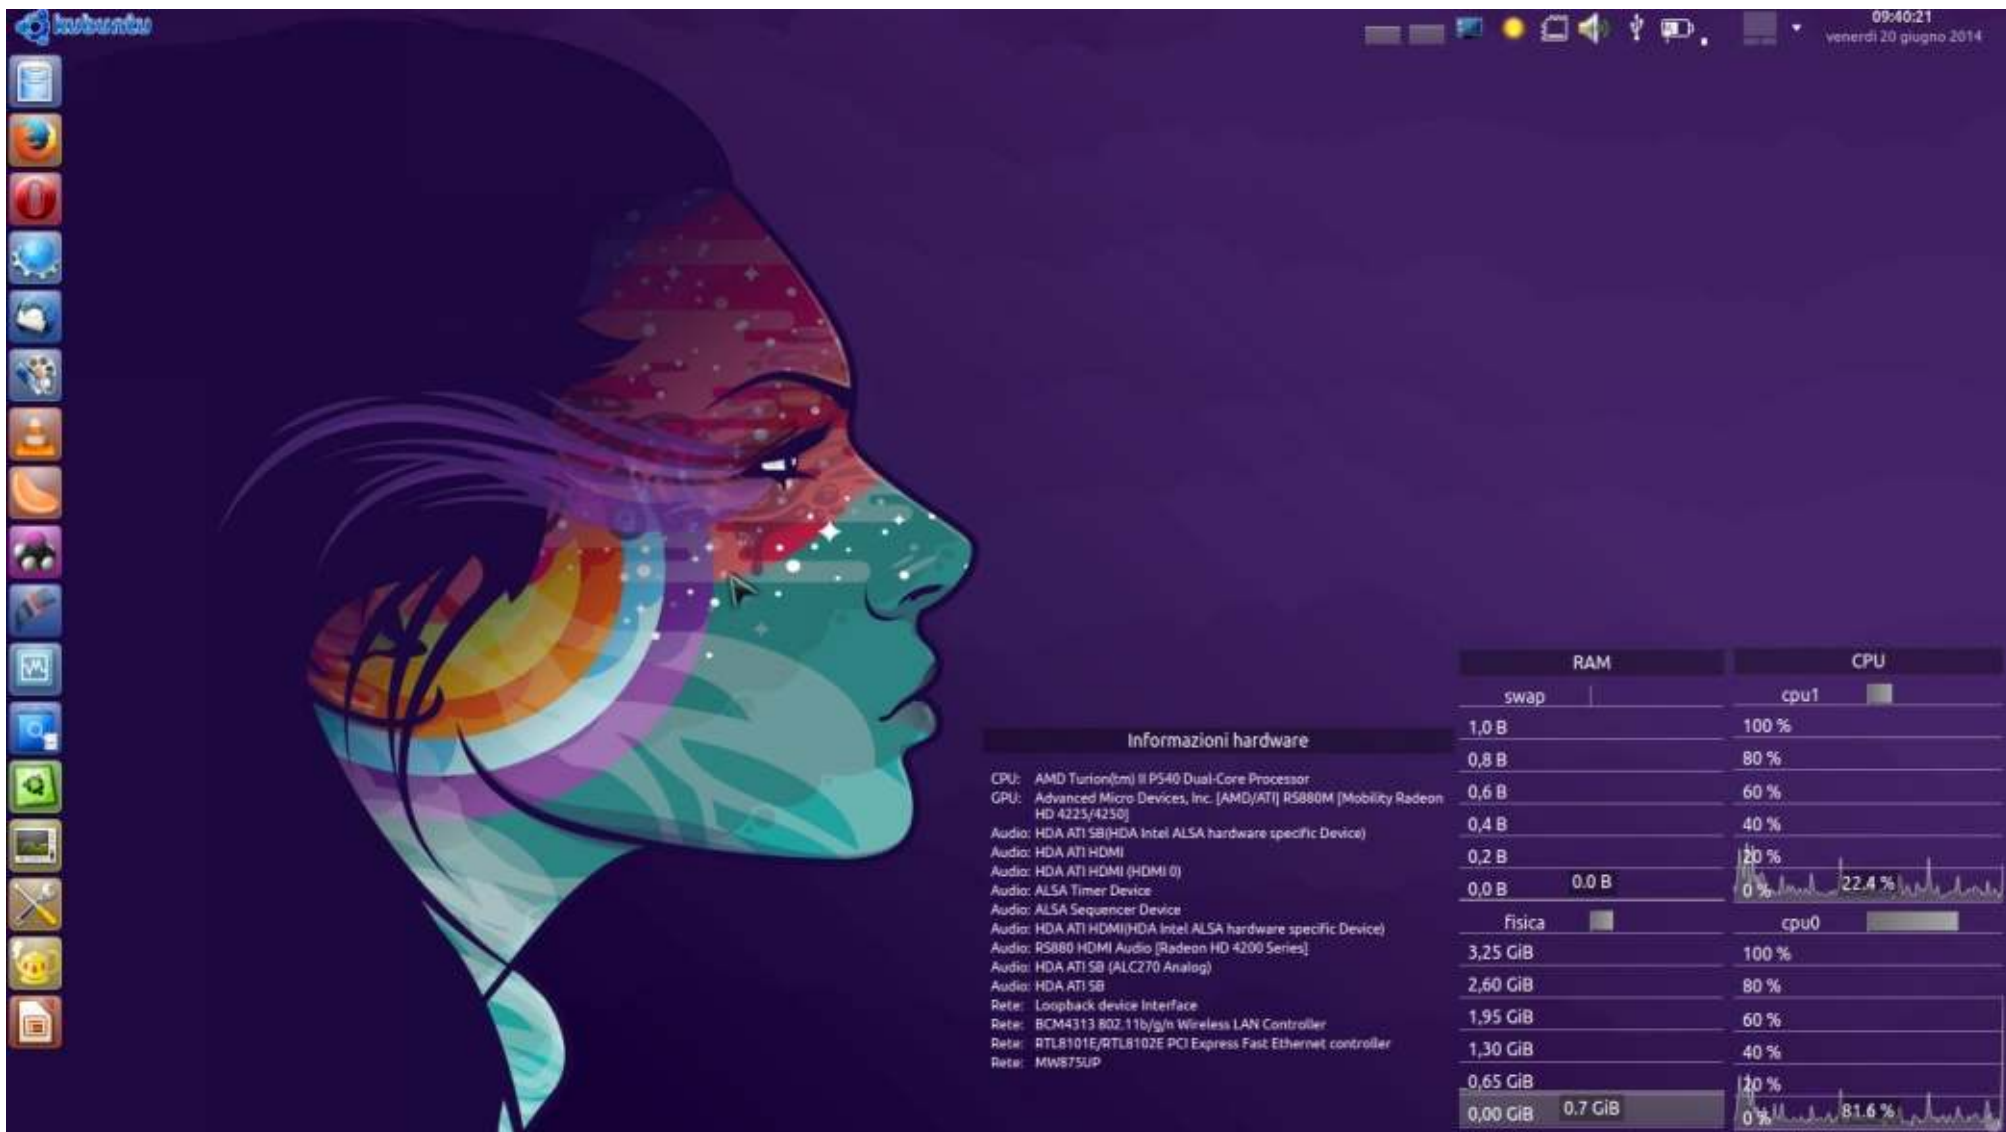 kubuntu
09:40:21
venerdì 20 giugno 2014
Informazioni hardware
CPU: AMD Turion(tm) II P540 Dual-Core Processor
GPU: Advanced Micro Devices, Inc. [AMD/ATI] RS880M [Mobility Radeon
HD 4225/4250]
Audio: HDA ATI SB(HDA Intel ALSA hardware specific Device)
Audio: HDA ATI HDMI
Audio: HDA ATI HDMI (HDMI 0)
Audio: ALSA Timer Device
Audio: ALSA Sequencer Device
Audio: HDA ATI HDMI(HDA Intel ALSA hardware specific Device)
Audio: RS880 HDMI Audio [Radeon HD 4200 Series]
Audio: HDA ATI SB (ALC270 Analog)
Audio: HDA ATI SB
Rete: Loopback device Interface
Rete: BCM4313 802.11b/g/n Wireless LAN Controller
Rete: RTL8101E/RTL8102E PCI Express Fast Ethernet controller
Rete: MW875UP
RAM
swap
1,0 B
0,8 B
0,6 B
0,4 B
0,2 B
0,0 B
0.0 B
fisica
3,25 GiB
2,60 GiB
1,95 GiB
1,30 GiB
0,65 GiB
0,00 GiB
0.7 GiB
CPU
cpu1
100 %
80 %
60 %
40 %
20 %
0 %
22.4 %
cpu0
100 %
80 %
60 %
40 %
20 %
0 %
81.6 %